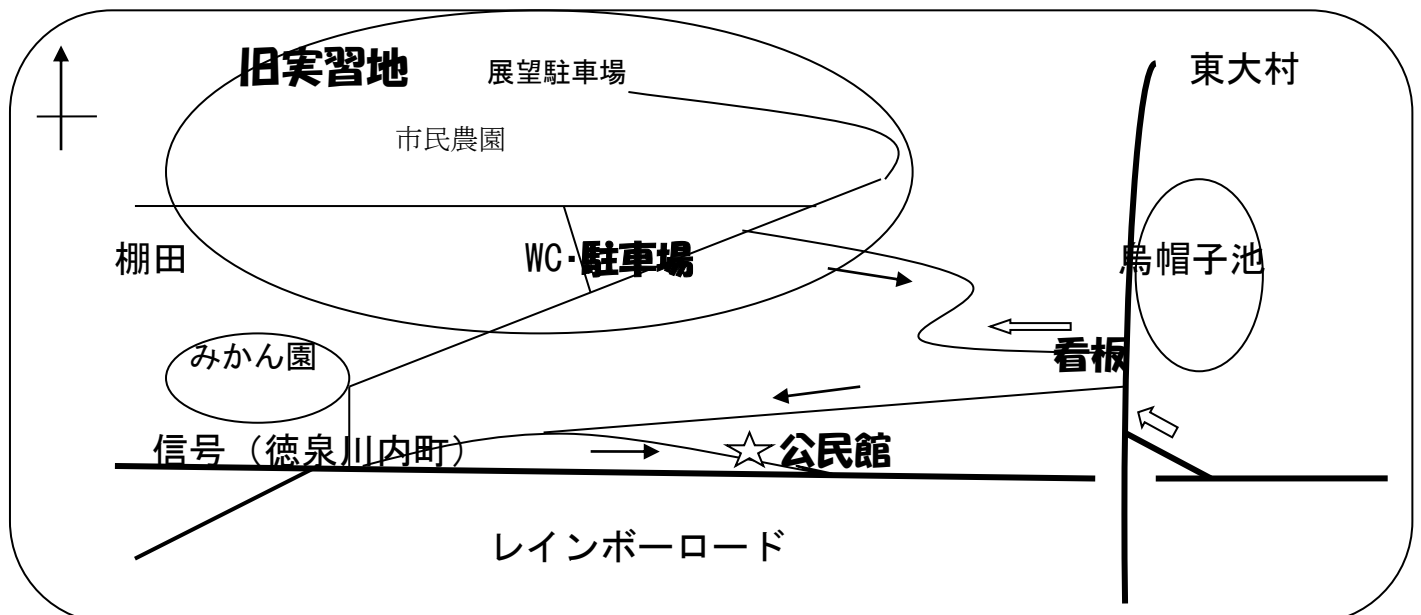 旧実習地
展望駐車場
東大村
市民農園
棚田
WC・駐車場
烏帽子池
みかん園
看板
信号（徳泉川内町）
公民館
レインボーロード